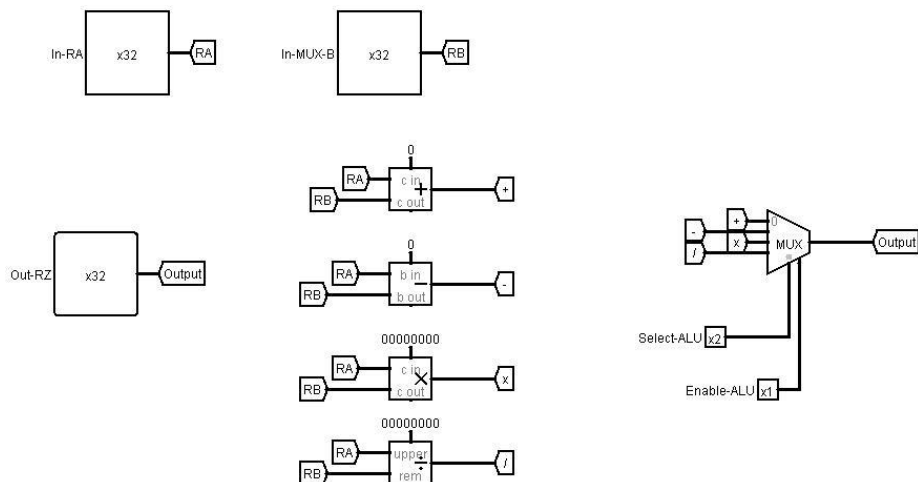 In-RA x32 RA
In-MUX-B x32 RB
0
RA c in +
RB c out
+
Out-RZ x32 Output
0
RA b in -
RB b out
-
00000000
RA c in ×
RB c out
x
00000000
RA upper ÷
RB rem
/
+ 0
-
x MUX Output
/
Select-ALU x2
Enable-ALU x1